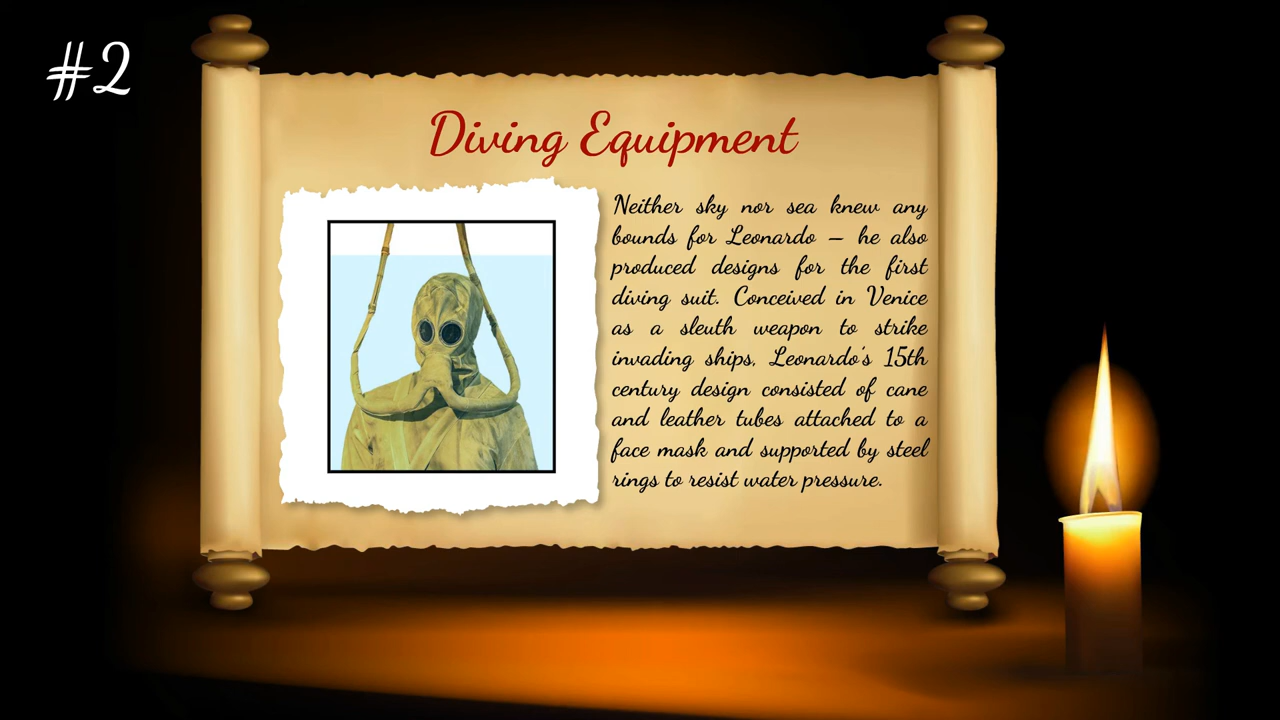 #2
Diving Equipment
Neither sky nor sea knew any
bounds for Leonardo – he also
produced designs for the first
diving suit. Conceived in Venice
as a sleuth weapon to strike
invading ships, Leonardo's 15th
century design consisted of cane
and leather tubes attached to a
face mask and supported by steel
rings to resist water pressure.